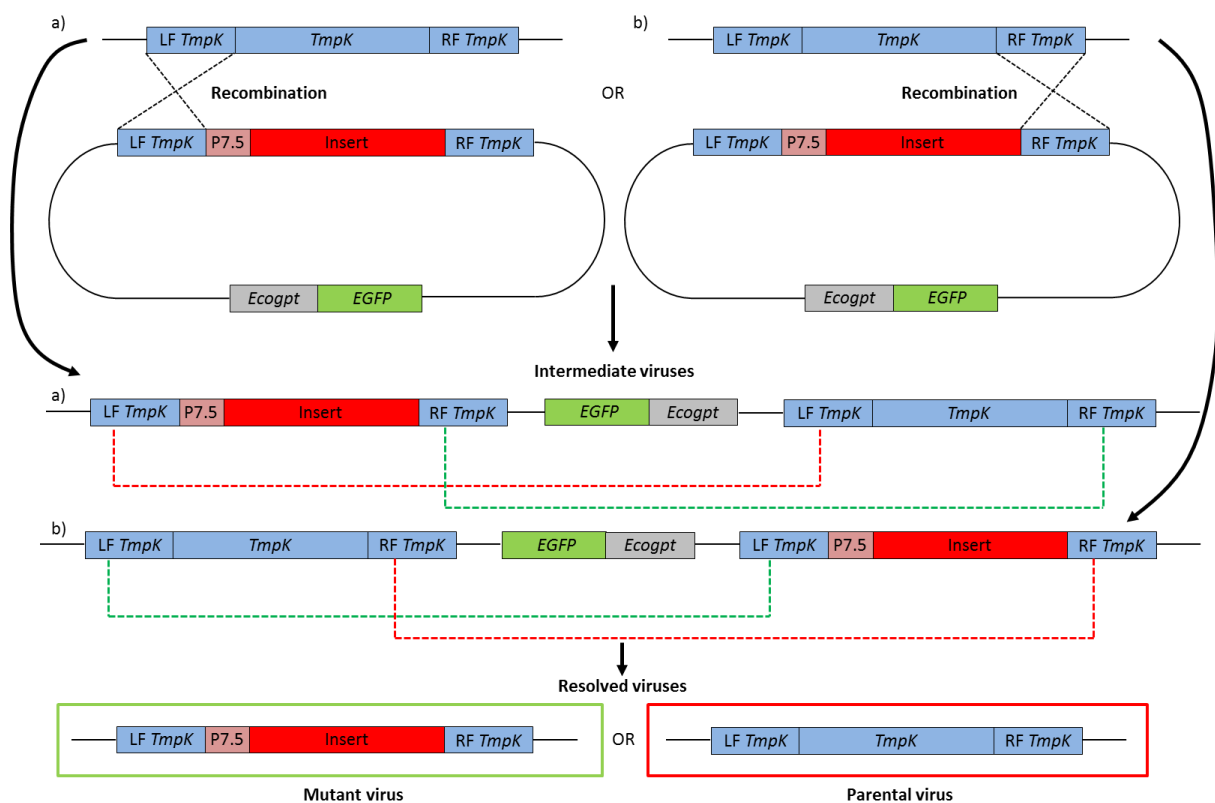 a)
LF TmpK TmpK RF TmpK
b)
LF TmpK TmpK RF TmpK
Recombination
OR
Recombination
LF TmpK P7.5 Insert RF TmpK
LF TmpK P7.5 Insert RF TmpK
Ecogpt EGFP
Ecogpt EGFP
Intermediate viruses
a)
LF TmpK P7.5 Insert RF TmpK EGFP Ecogpt LF TmpK TmpK RF TmpK
b)
LF TmpK TmpK RF TmpK EGFP Ecogpt LF TmpK P7.5 Insert RF TmpK
Resolved viruses
LF TmpK P7.5 Insert RF TmpK
OR
LF TmpK TmpK RF TmpK
Mutant virus
Parental virus